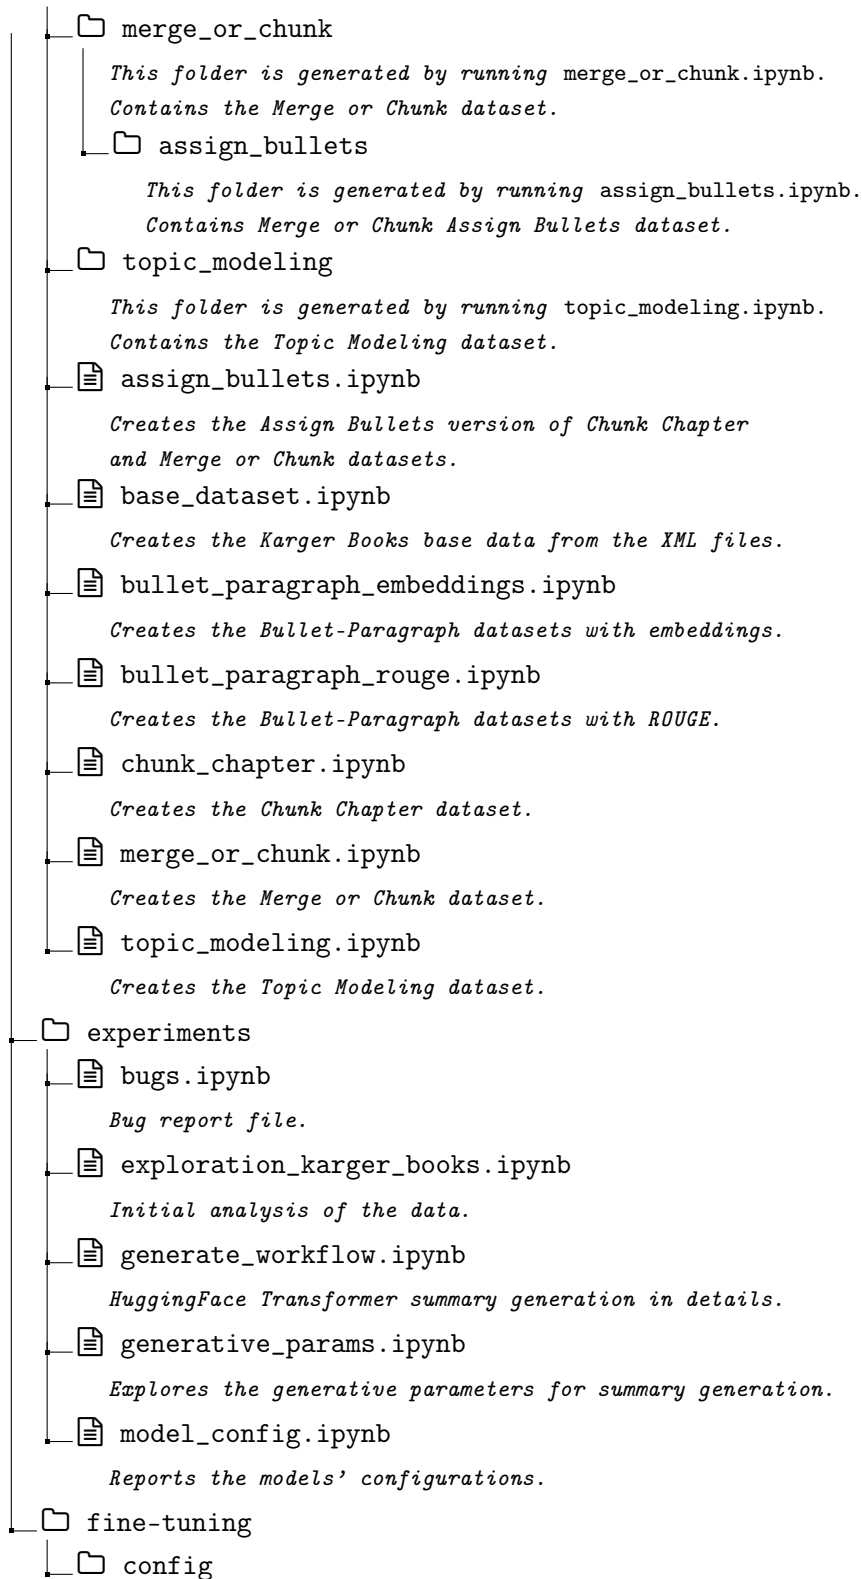 merge_or_chunk
This folder is generated by running merge_or_chunk.ipynb.
Contains the Merge or Chunk dataset.
assign_bullets
This folder is generated by running assign_bullets.ipynb.
Contains Merge or Chunk Assign Bullets dataset.
topic_modeling
This folder is generated by running topic_modeling.ipynb.
Contains the Topic Modeling dataset.
assign_bullets.ipynb
Creates the Assign Bullets version of Chunk Chapter
and Merge or Chunk datasets.
base_dataset.ipynb
Creates the Karger Books base data from the XML files.
bullet_paragraph_embeddings.ipynb
Creates the Bullet-Paragraph datasets with embeddings.
bullet_paragraph_rouge.ipynb
Creates the Bullet-Paragraph datasets with ROUGE.
chunk_chapter.ipynb
Creates the Chunk Chapter dataset.
merge_or_chunk.ipynb
Creates the Merge or Chunk dataset.
topic_modeling.ipynb
Creates the Topic Modeling dataset.
experiments
bugs.ipynb
Bug report file.
exploration_karger_books.ipynb
Initial analysis of the data.
generate_workflow.ipynb
HuggingFace Transformer summary generation in details.
generative_params.ipynb
Explores the generative parameters for summary generation.
model_config.ipynb
Reports the models' configurations.
fine-tuning
config